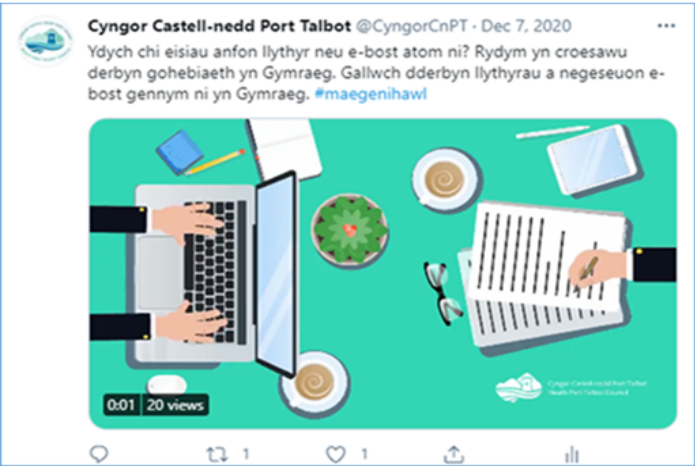 Cyngor Castell-nedd Port Talbot @CyngorCnPT · Dec 7, 2020
Ydych chi eisiau anfon llythyr neu e-bost atom ni? Rydym yn croesawu
derbyn gohebiaeth yn Gymraeg. Gallwch dderbyn llythyrau a negeseuon e-
bost gennym ni yn Gymraeg. #maegenihawl
Cyngor Castell-nedd Port Talbot
Neath Port Talbot Council
0:01 20 views
1 1